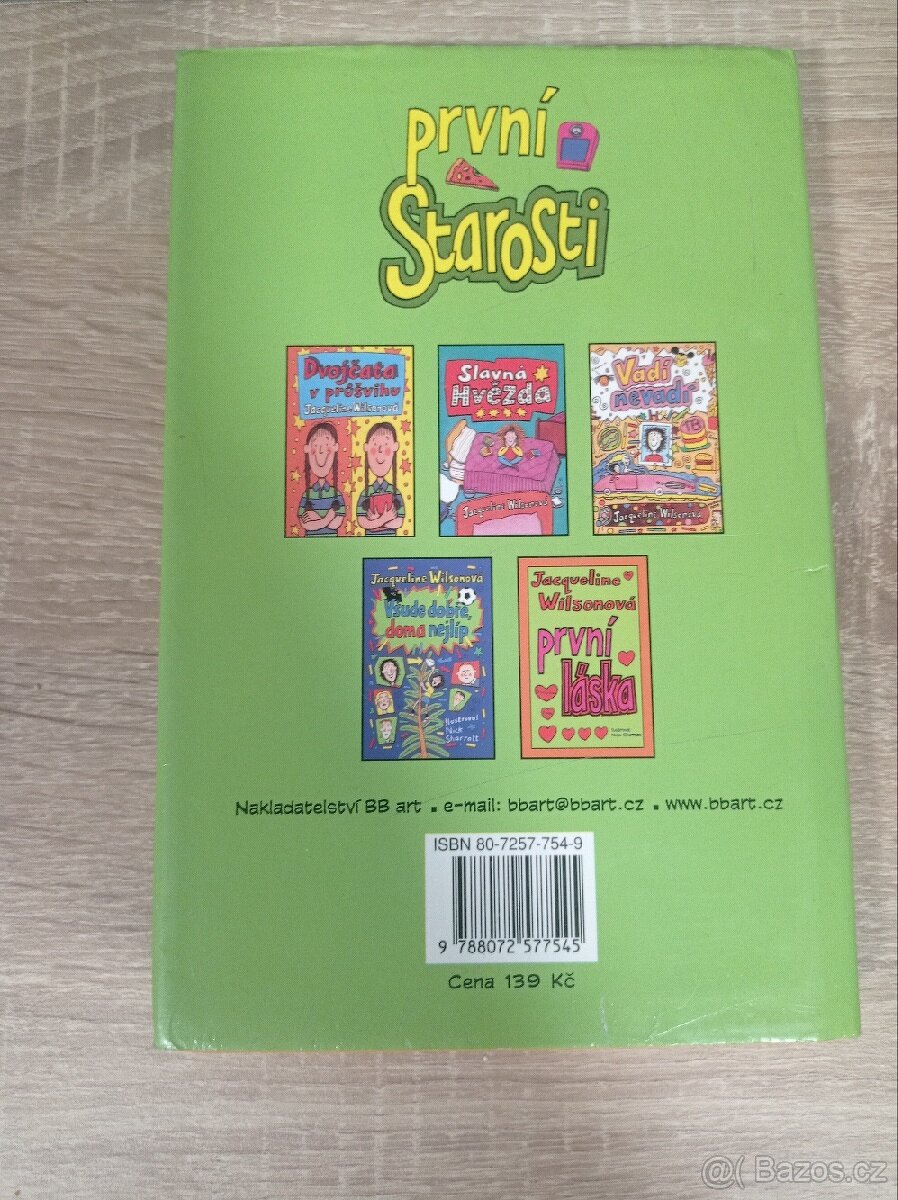 první
Starosti
Dvojčata
v průšvihu
Jacqueline Wilsonová
Slavná
Hvězda
Jacqueline Wilsonová
Vadí
nevadí
TB
Jacqueline Wilsonová
Jacqueline Wilsonová
Všude dobře,
doma nejlíp
Ilustroval
Nick
Sharratt
Jacqueline
Wilsonová
první
láska
Nakladatelství BB art . e-mail: bbart@bbart.cz . www.bbart.cz
ISBN 80-7257-754-9
9 788072 577545
Cena 139 Kč
@ Bazos.cz